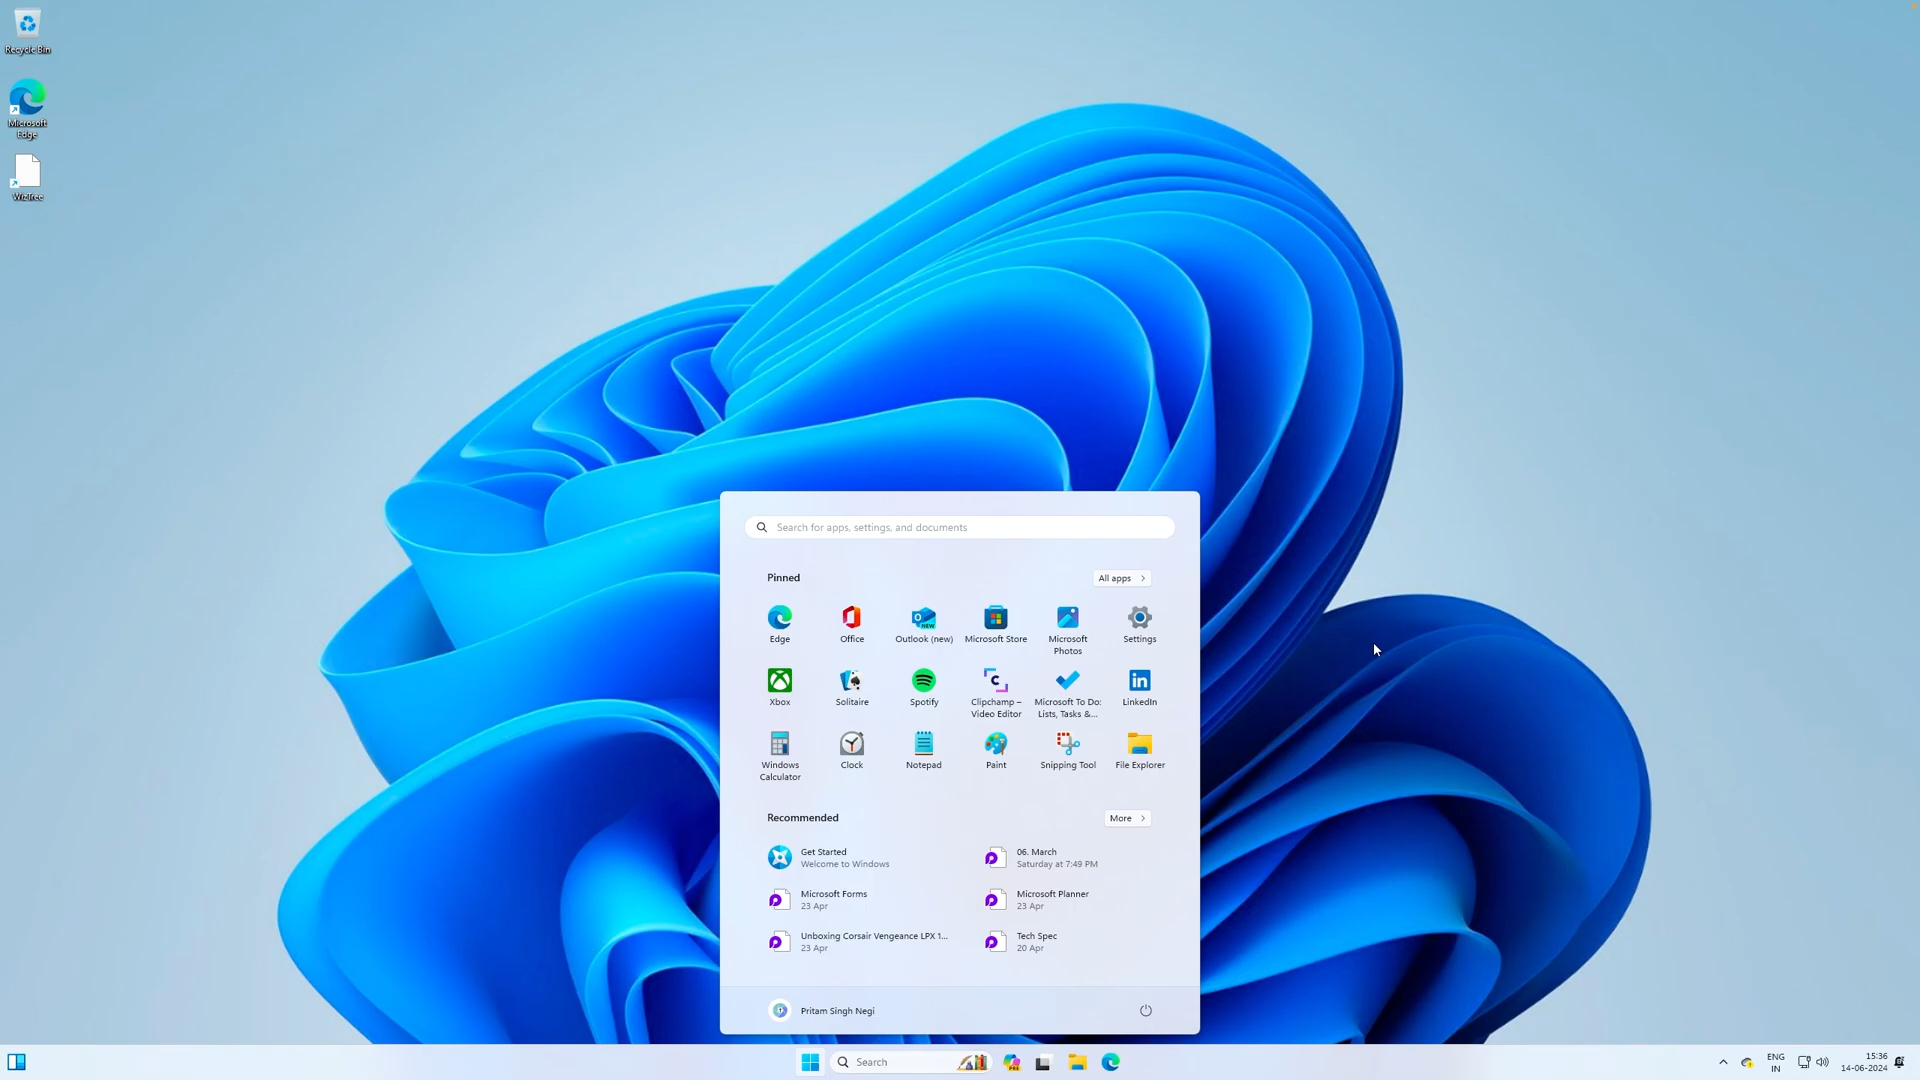 Recycle Bin
Microsoft
Edge
WizTree
Search for apps, settings, and documents
Pinned
All apps
Edge
Office
Outlook (new)
Microsoft Store
Microsoft
Photos
Settings
Xbox
Solitaire
Spotify
Clipchamp –
Video Editor
Microsoft To Do:
Lists, Tasks &...
LinkedIn
Windows
Calculator
Clock
Notepad
Paint
Snipping Tool
File Explorer
Recommended
More
Get Started
Welcome to Windows
06. March
Saturday at 7:49 PM
Microsoft Forms
23 Apr
Microsoft Planner
23 Apr
Unboxing Corsair Vengeance LPX 1...
23 Apr
Tech Spec
20 Apr
Pritam Singh Negi
Search
ENG
IN
15:36
14-06-2024